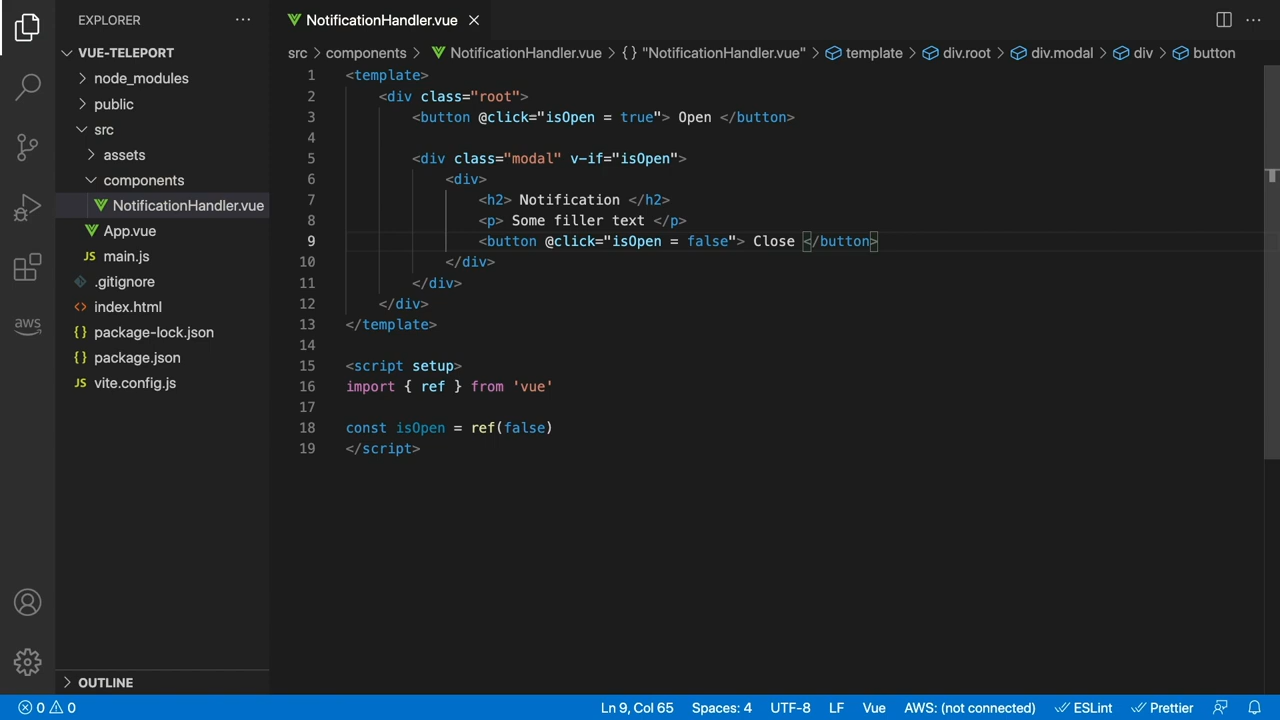 EXPLORER
VUE-TELEPORT
node_modules
public
src
assets
components
NotificationHandler.vue
App.vue
JS main.js
.gitignore
<> index.html
{} package-lock.json
{} package.json
JS vite.config.js
OUTLINE
aws
NotificationHandler.vue
src > components > NotificationHandler.vue > {} "NotificationHandler.vue" > template > div.root > div.modal > div > button
1 <template>
2 <div class="root">
3 <button @click="isOpen = true"> Open </button>
4
5 <div class="modal" v-if="isOpen">
6 <div>
7 <h2> Notification </h2>
8 <p> Some filler text </p>
9 <button @click="isOpen = false"> Close </button>
10 </div>
11 </div>
12 </div>
13 </template>
14
15 <script setup>
16 import { ref } from 'vue'
17
18 const isOpen = ref(false)
19 </script>
0 0 Ln 9, Col 65 Spaces: 4 UTF-8 LF Vue AWS: (not connected) ESLint Prettier